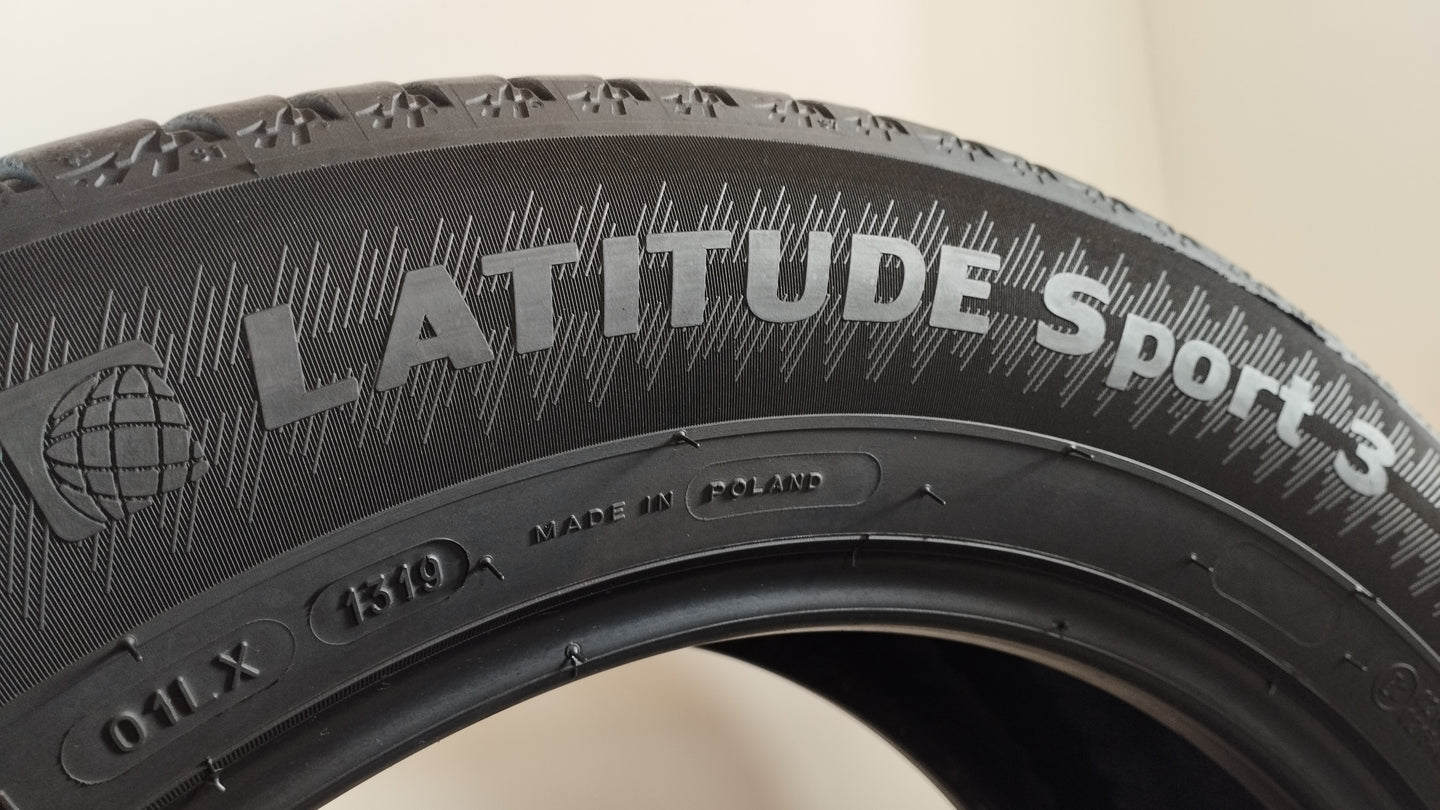 LATITUDE Sport 3
MADE IN POLAND
1319
011.X